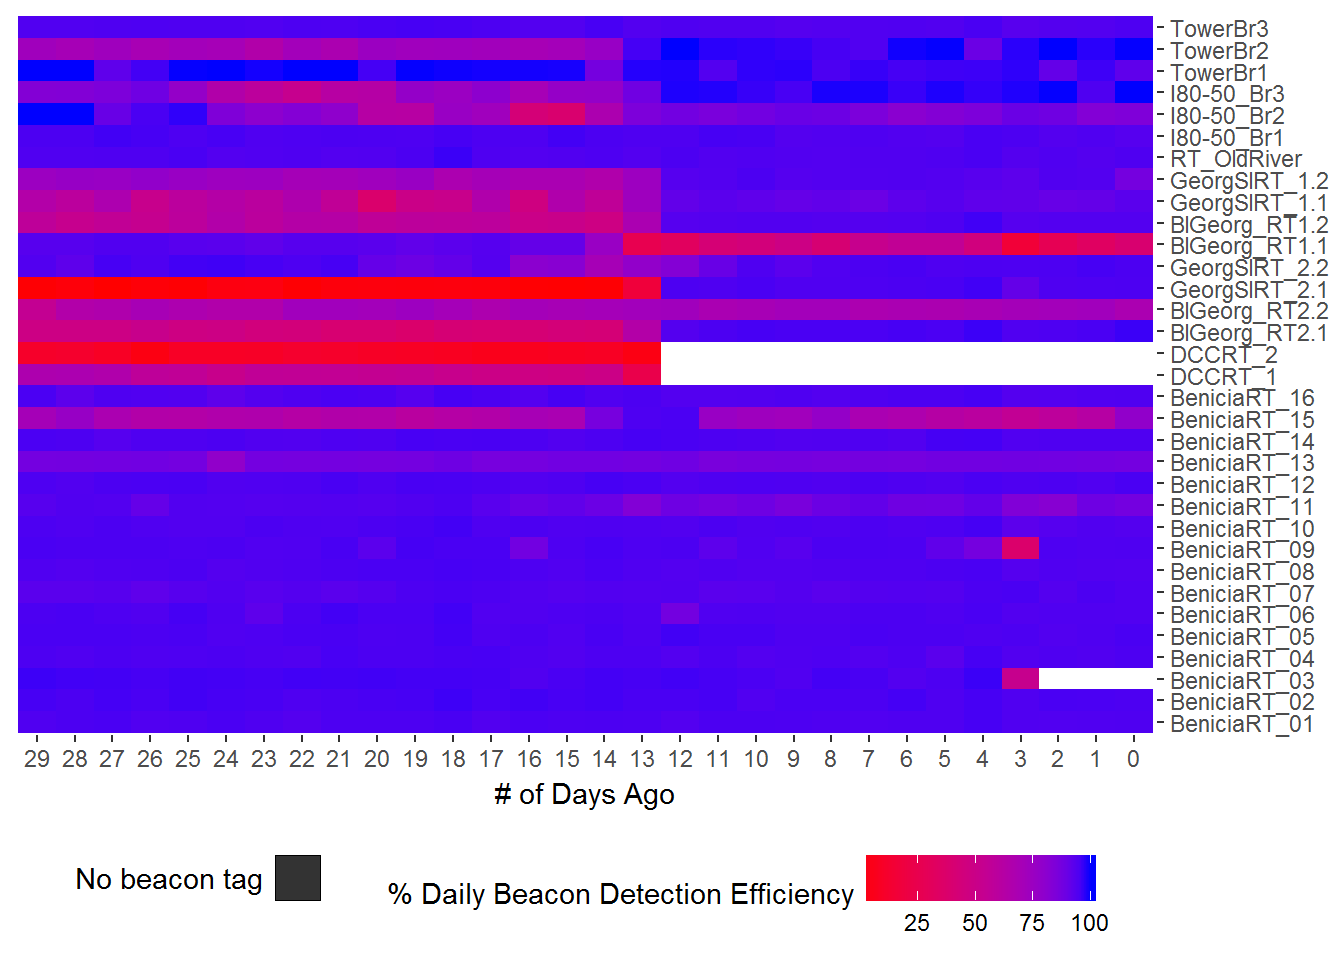 TowerBr3
TowerBr2
TowerBr1
I80-50_Br3
I80-50_Br2
I80-50_Br1
RT_OldRiver
GeorgSlRT_1.2
GeorgSlRT_1.1
BlGeorg_RT1.2
BlGeorg_RT1.1
GeorgSlRT_2.2
GeorgSlRT_2.1
BlGeorg_RT2.2
BlGeorg_RT2.1
DCCRT_2
DCCRT_1
BeniciaRT_16
BeniciaRT_15
BeniciaRT_14
BeniciaRT_13
BeniciaRT_12
BeniciaRT_11
BeniciaRT_10
BeniciaRT_09
BeniciaRT_08
BeniciaRT_07
BeniciaRT_06
BeniciaRT_05
BeniciaRT_04
BeniciaRT_03
BeniciaRT_02
BeniciaRT_01
29 28 27 26 25 24 23 22 21 20 19 18 17 16 15 14 13 12 11 10 9 8 7 6 5 4 3 2 1 0
# of Days Ago
No beacon tag
% Daily Beacon Detection Efficiency
25 50 75 100